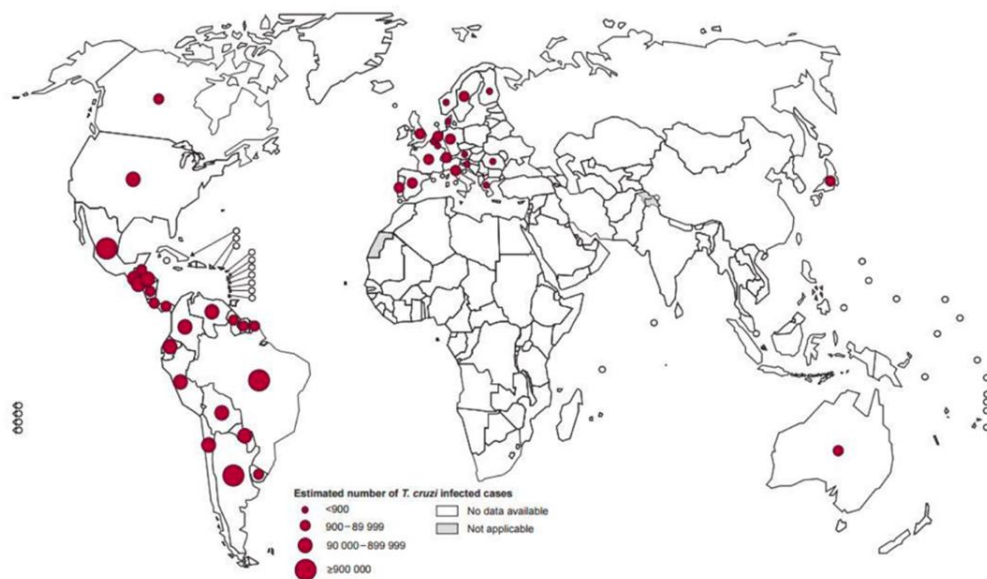 Estimated number of T. cruzi infected cases
<900
900–89 999
90 000–899 999
≥900 000
No data available
Not applicable